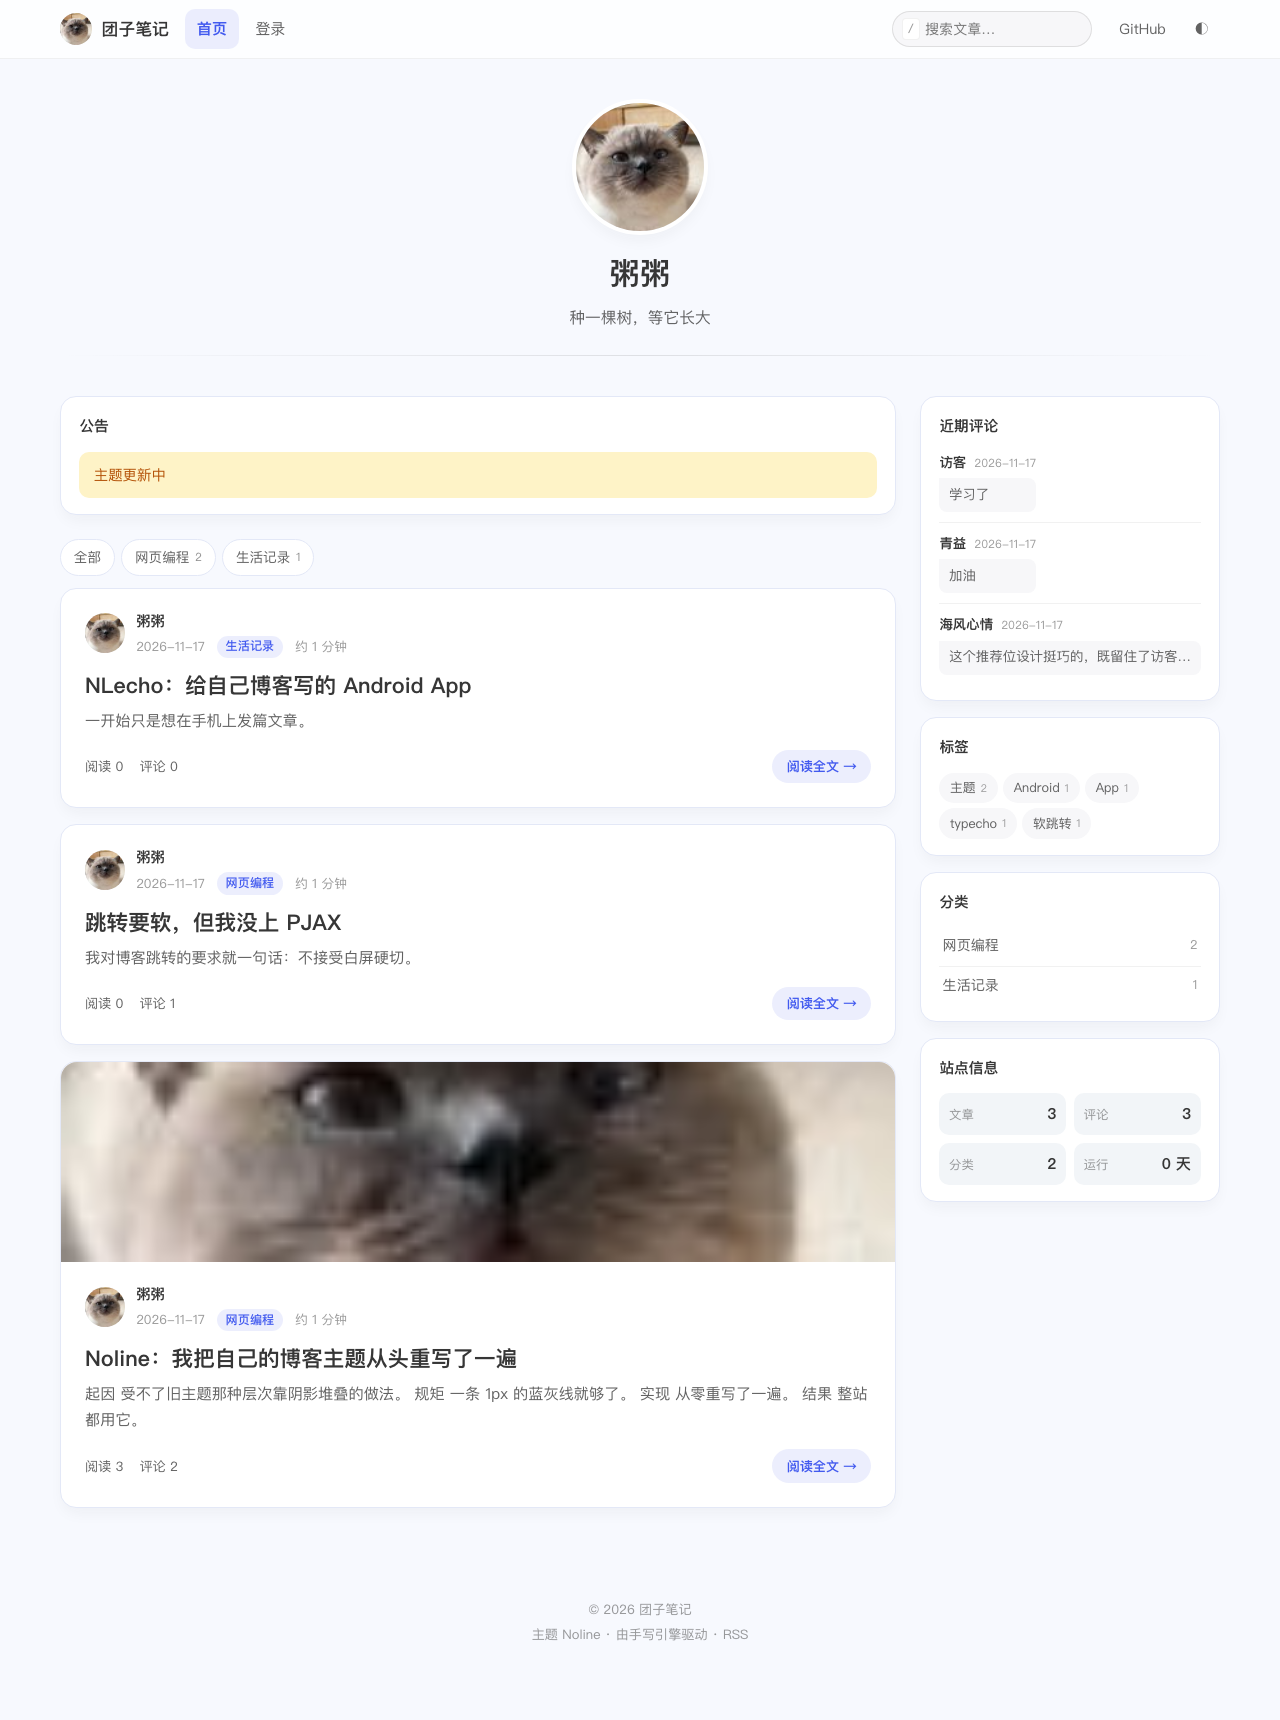 团子笔记
首页
登录
/ 搜索文章...
GitHub
粥粥
种一棵树，等它长大
公告
主题更新中
全部
网页编程 2
生活记录 1
粥粥
2026-11-17 生活记录 约 1 分钟
NLecho：给自己博客写的 Android App
一开始只是想在手机上发篇文章。
阅读 0 评论 0
阅读全文 →
粥粥
2026-11-17 网页编程 约 1 分钟
跳转要软，但我没上 PJAX
我对博客跳转的要求就一句话：不接受白屏硬切。
阅读 0 评论 1
阅读全文 →
粥粥
2026-11-17 网页编程 约 1 分钟
Noline：我把自己的博客主题从头重写了一遍
起因 受不了旧主题那种层次靠阴影堆叠的做法。 规矩 一条 1px 的蓝灰线就够了。 实现 从零重写了一遍。 结果 整站
都用它。
阅读 3 评论 2
阅读全文 →
近期评论
访客 2026-11-17
学习了
青益 2026-11-17
加油
海风心情 2026-11-17
这个推荐位设计挺巧的，既留住了访客...
标签
主题 2 Android 1 App 1
typecho 1 软跳转 1
分类
网页编程 2
生活记录 1
站点信息
文章 3 评论 3
分类 2 运行 0 天
© 2026 团子笔记
主题 Noline · 由手写引擎驱动 · RSS